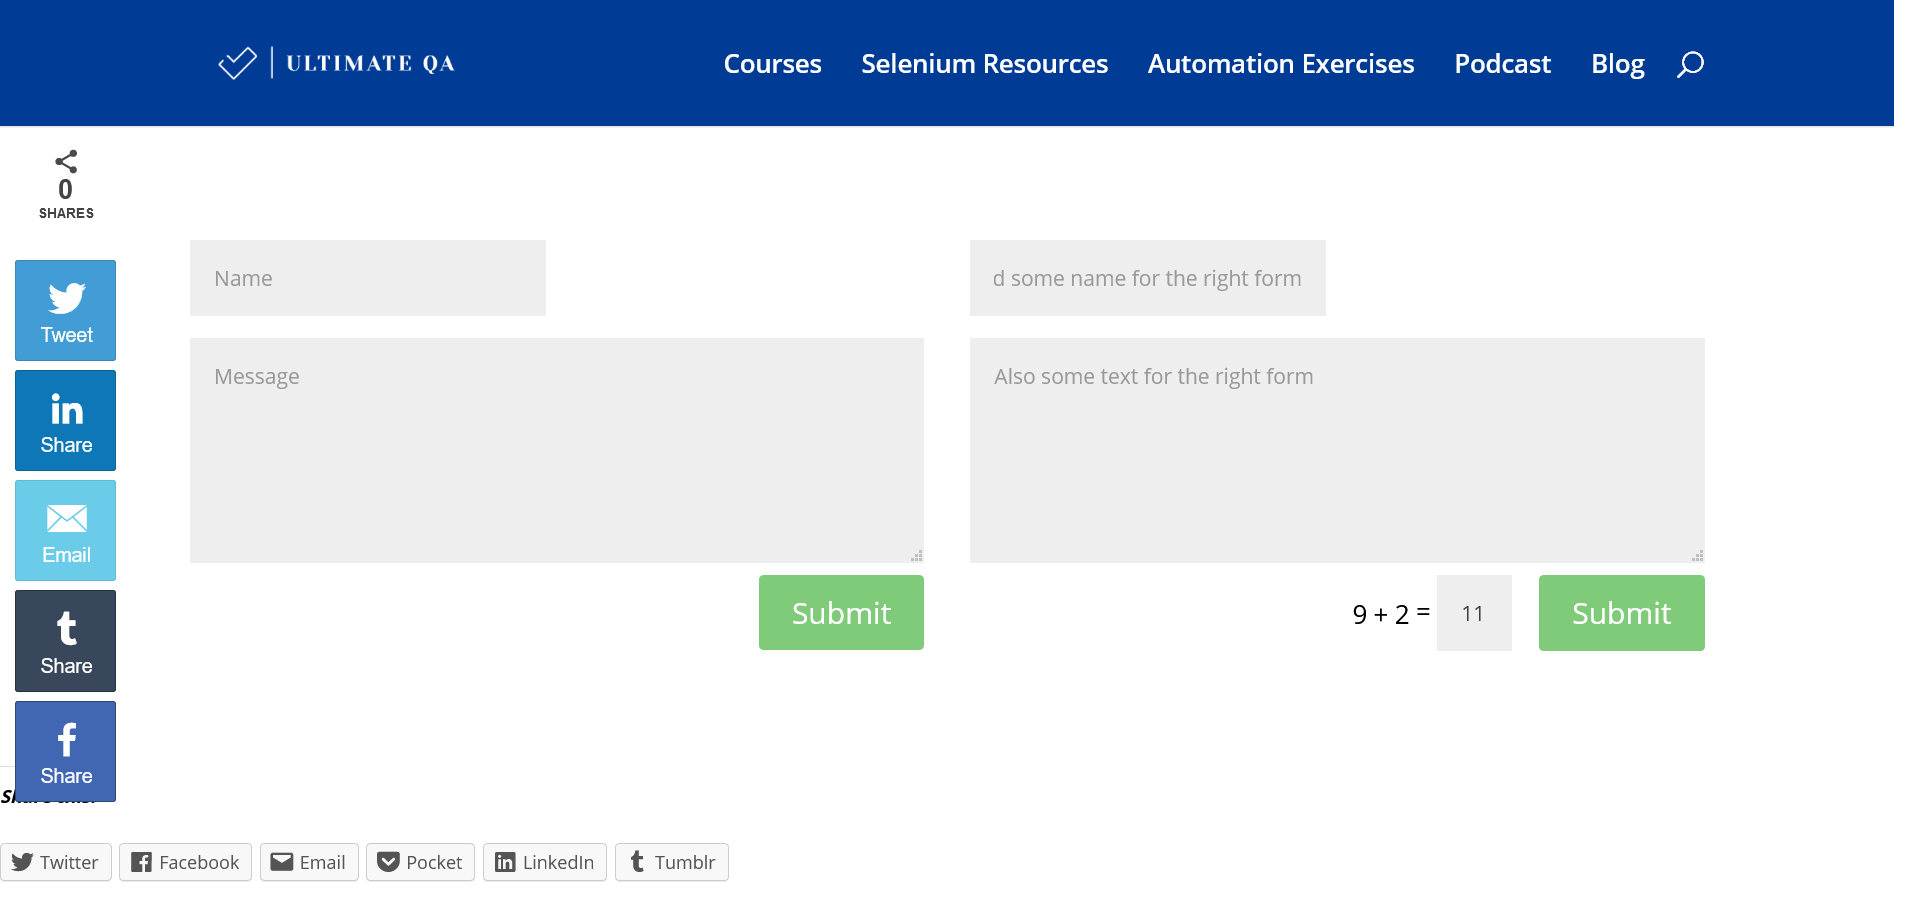 ULTIMATE QA
Courses Selenium Resources Automation Exercises Podcast Blog
0
SHARES
Tweet
Share
Email
Share
Share
Name
Message
Submit
d some name for the right form
Also some text for the right form
9 + 2 = 11
Submit
Twitter Facebook Email Pocket LinkedIn Tumblr